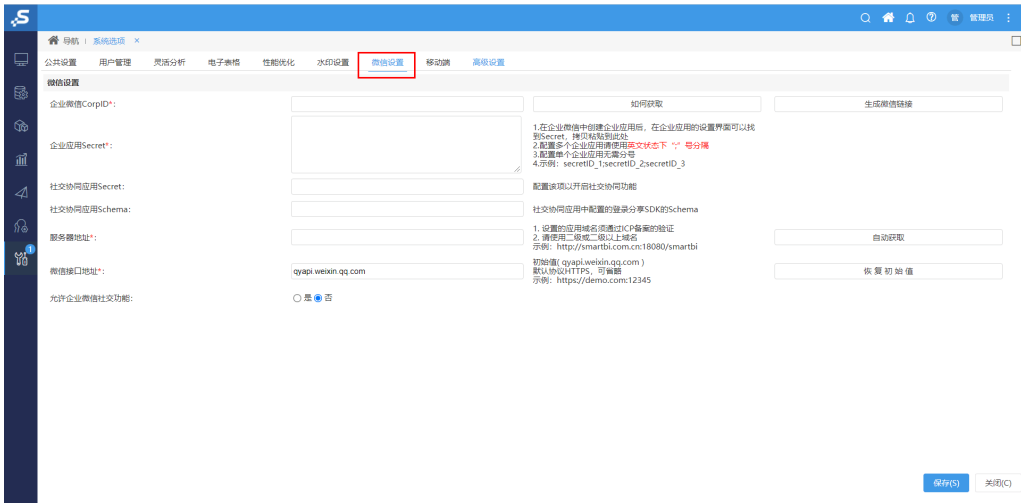 S
管 管理员
导航 系统选项 ×
公共设置 用户管理 灵活分析 电子表格 性能优化 水印设置 微信设置 移动端 高级设置
微信设置
企业微信CorpID*: 如何获取 生成微信链接
企业应用Secret*:
1.在企业微信中创建企业应用后，在企业应用的设置界面可以找
到Secret，拷贝粘贴到此处
2.配置多个企业应用请使用英文状态下 ";" 号分隔
3.配置单个企业应用无需分号
4.示例：secretID_1;secretID_2;secretID_3
社交协同应用Secret: 配置该项以开启社交协同功能
社交协同应用Schema: 社交协同应用中配置的登录分享SDK的Schema
服务器地址*:
1. 设置的应用域名须通过ICP备案的验证
2. 请使用二级或二级以上域名
示例：http://smartbi.com.cn:18080/smartbi
自动获取
微信接口地址*: qyapi.weixin.qq.com
初始值( qyapi.weixin.qq.com )
默认协议HTTPS，可省略
示例：https://demo.com:12345
恢 复 初 始 值
允许企业微信社交功能: 是 否
1
保存(S) 关闭(C)